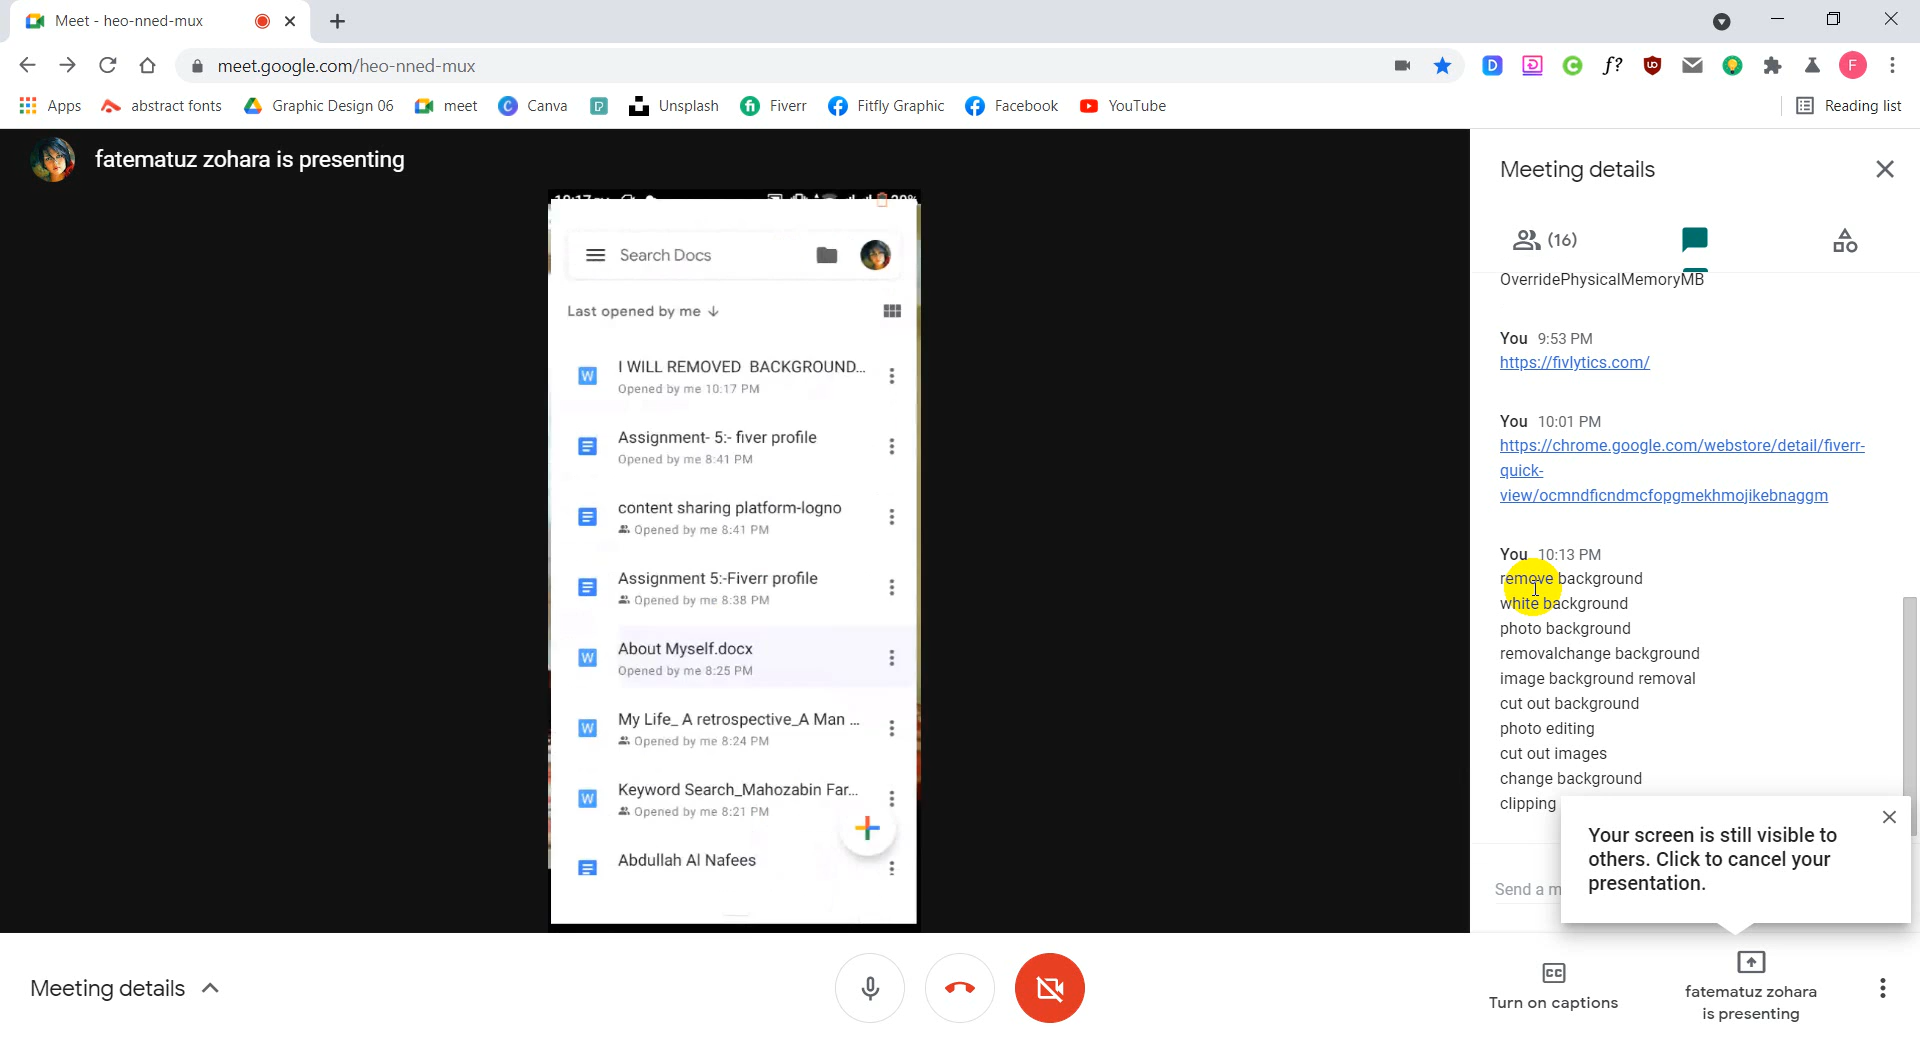 Meet - heo-nned-mux
meet.google.com/heo-nned-mux
Apps abstract fonts Graphic Design 06 meet Canva Unsplash Fiverr Fitfly Graphic Facebook YouTube Reading list
fatematuz zohara is presenting
Search Docs
Last opened by me
I WILL REMOVED BACKGROUND...
Opened by me 10:17 PM
Assignment- 5:- fiver profile
Opened by me 8:41 PM
content sharing platform-logno
Opened by me 8:41 PM
Assignment 5:-Fiverr profile
Opened by me 8:38 PM
About Myself.docx
Opened by me 8:25 PM
My Life_ A retrospective_A Man ...
Opened by me 8:24 PM
Keyword Search_Mahozabin Far...
Opened by me 8:21 PM
Abdullah Al Nafees
Meeting details
(16)
OverridePhysicalMemoryMB
You 9:53 PM
https://fivlytics.com/
You 10:01 PM
https://chrome.google.com/webstore/detail/fiverr-
quick-
view/ocmndficndmcfopgmekhmojikebnaggm
You 10:13 PM
remove background
white background
photo background
removalchange background
image background removal
cut out background
photo editing
cut out images
change background
clipping
Send a m
Your screen is still visible to
others. Click to cancel your
presentation.
Meeting details
Turn on captions
fatematuz zohara
is presenting